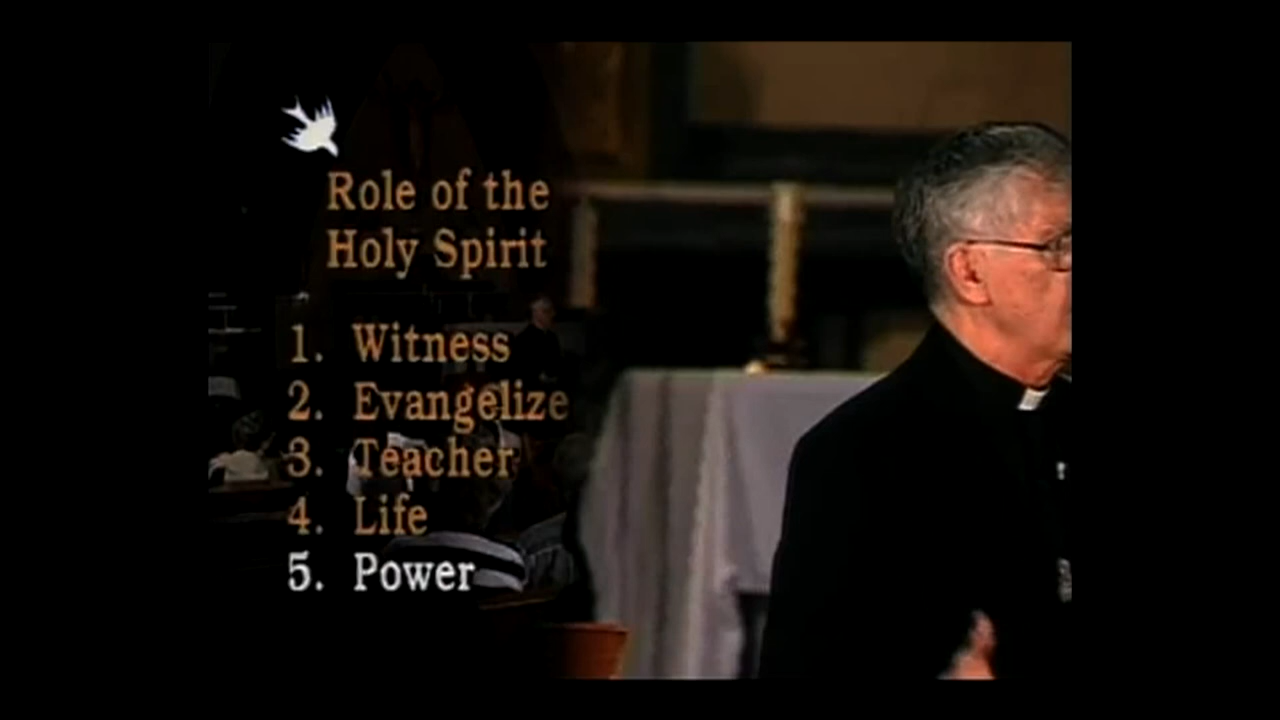 Role of the
Holy Spirit
1. Witness
2. Evangelize
3. Teacher
4. Life
5. Power